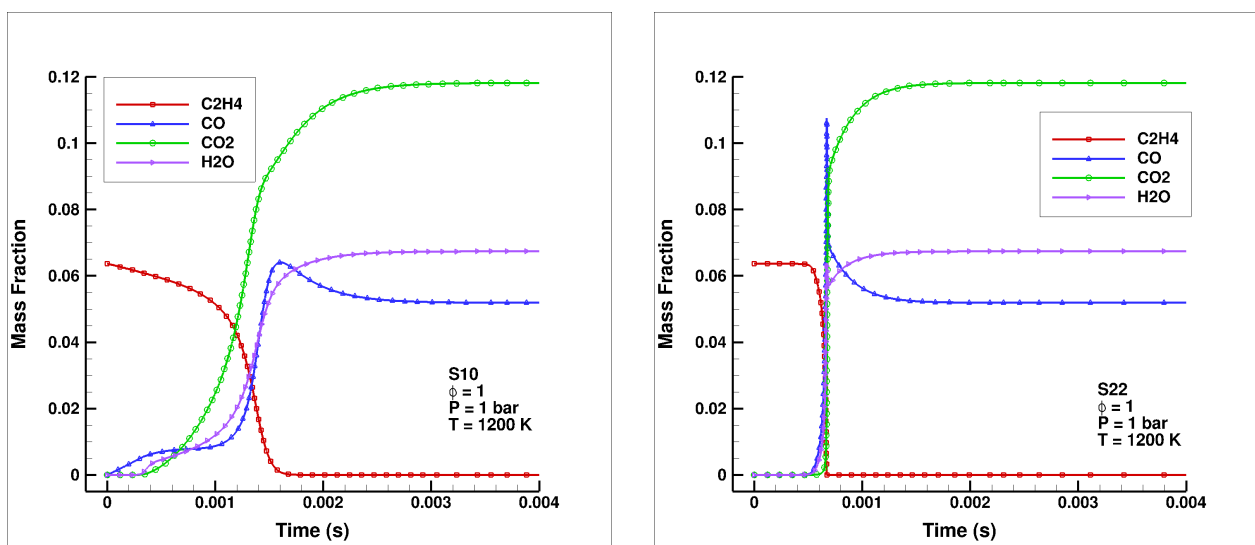 0.12
0.1
0.08
0.06
0.04
0.02
0
Mass Fraction
C2H4
CO
CO2
H2O
S10
ϕ = 1
P = 1 bar
T = 1200 K
0 0.001 0.002 0.003 0.004
Time (s)
0.12
0.1
0.08
0.06
0.04
0.02
0
Mass Fraction
C2H4
CO
CO2
H2O
S22
ϕ = 1
P = 1 bar
T = 1200 K
0 0.001 0.002 0.003 0.004
Time (s)